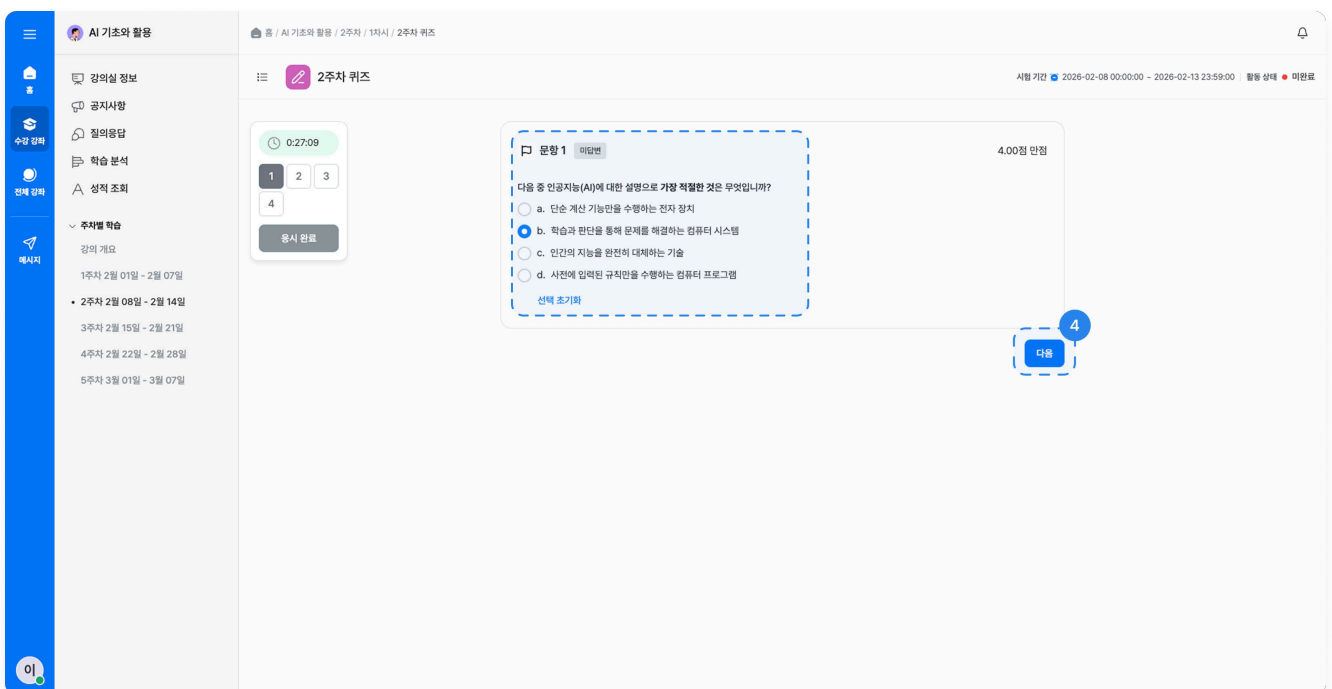 AI 기초와 활용
홈 / AI 기초와 활용 / 2주차 / 1차시 / 2주차 퀴즈
홈
수강 강좌
전체 강좌
메시지
이
강의실 정보
공지사항
질의응답
학습 분석
성적 조회
주차별 학습
강의 개요
1주차 2월 01일 - 2월 07일
2주차 2월 08일 - 2월 14일
3주차 2월 15일 - 2월 21일
4주차 2월 22일 - 2월 28일
5주차 3월 01일 - 3월 07일
2주차 퀴즈
시험 기간 2026-02-08 00:00:00 ~ 2026-02-13 23:59:00 활동 상태 미완료
0:27:09
1 2 3
4
응시 완료
문항 1 미답변 4.00점 만점
다음 중 인공지능(AI)에 대한 설명으로 가장 적절한 것은 무엇입니까?
a. 단순 계산 기능만을 수행하는 전자 장치
b. 학습과 판단을 통해 문제를 해결하는 컴퓨터 시스템
c. 인간의 지능을 완전히 대체하는 기술
d. 사전에 입력된 규칙만을 수행하는 컴퓨터 프로그램
선택 초기화
4
다음